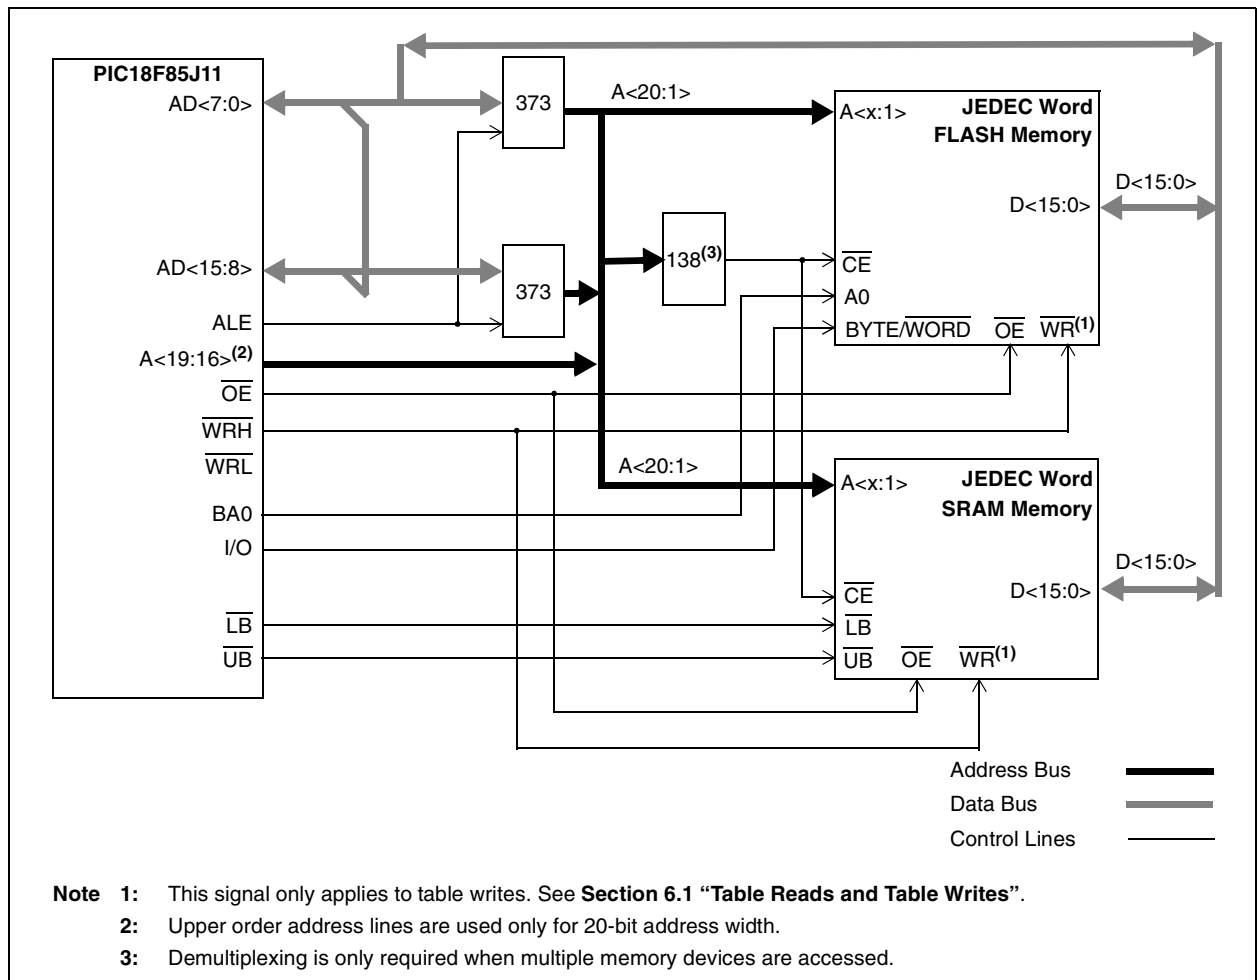 PIC18F85J11
AD<7:0>
AD<15:8>
ALE
A<19:16>(2)
OE
WRH
WRL
BA0
I/O
LB
UB
373
373
138(3)
A<20:1>
A<20:1>
A<x:1>
JEDEC Word
FLASH Memory
D<15:0>
D<15:0>
CE
A0
BYTE/WORD OE WR(1)
A<x:1>
JEDEC Word
SRAM Memory
D<15:0>
D<15:0>
CE
LB
UB OE WR(1)
Address Bus
Data Bus
Control Lines
Note 1: This signal only applies to table writes. See Section 6.1 “Table Reads and Table Writes”.
2: Upper order address lines are used only for 20-bit address width.
3: Demultiplexing is only required when multiple memory devices are accessed.